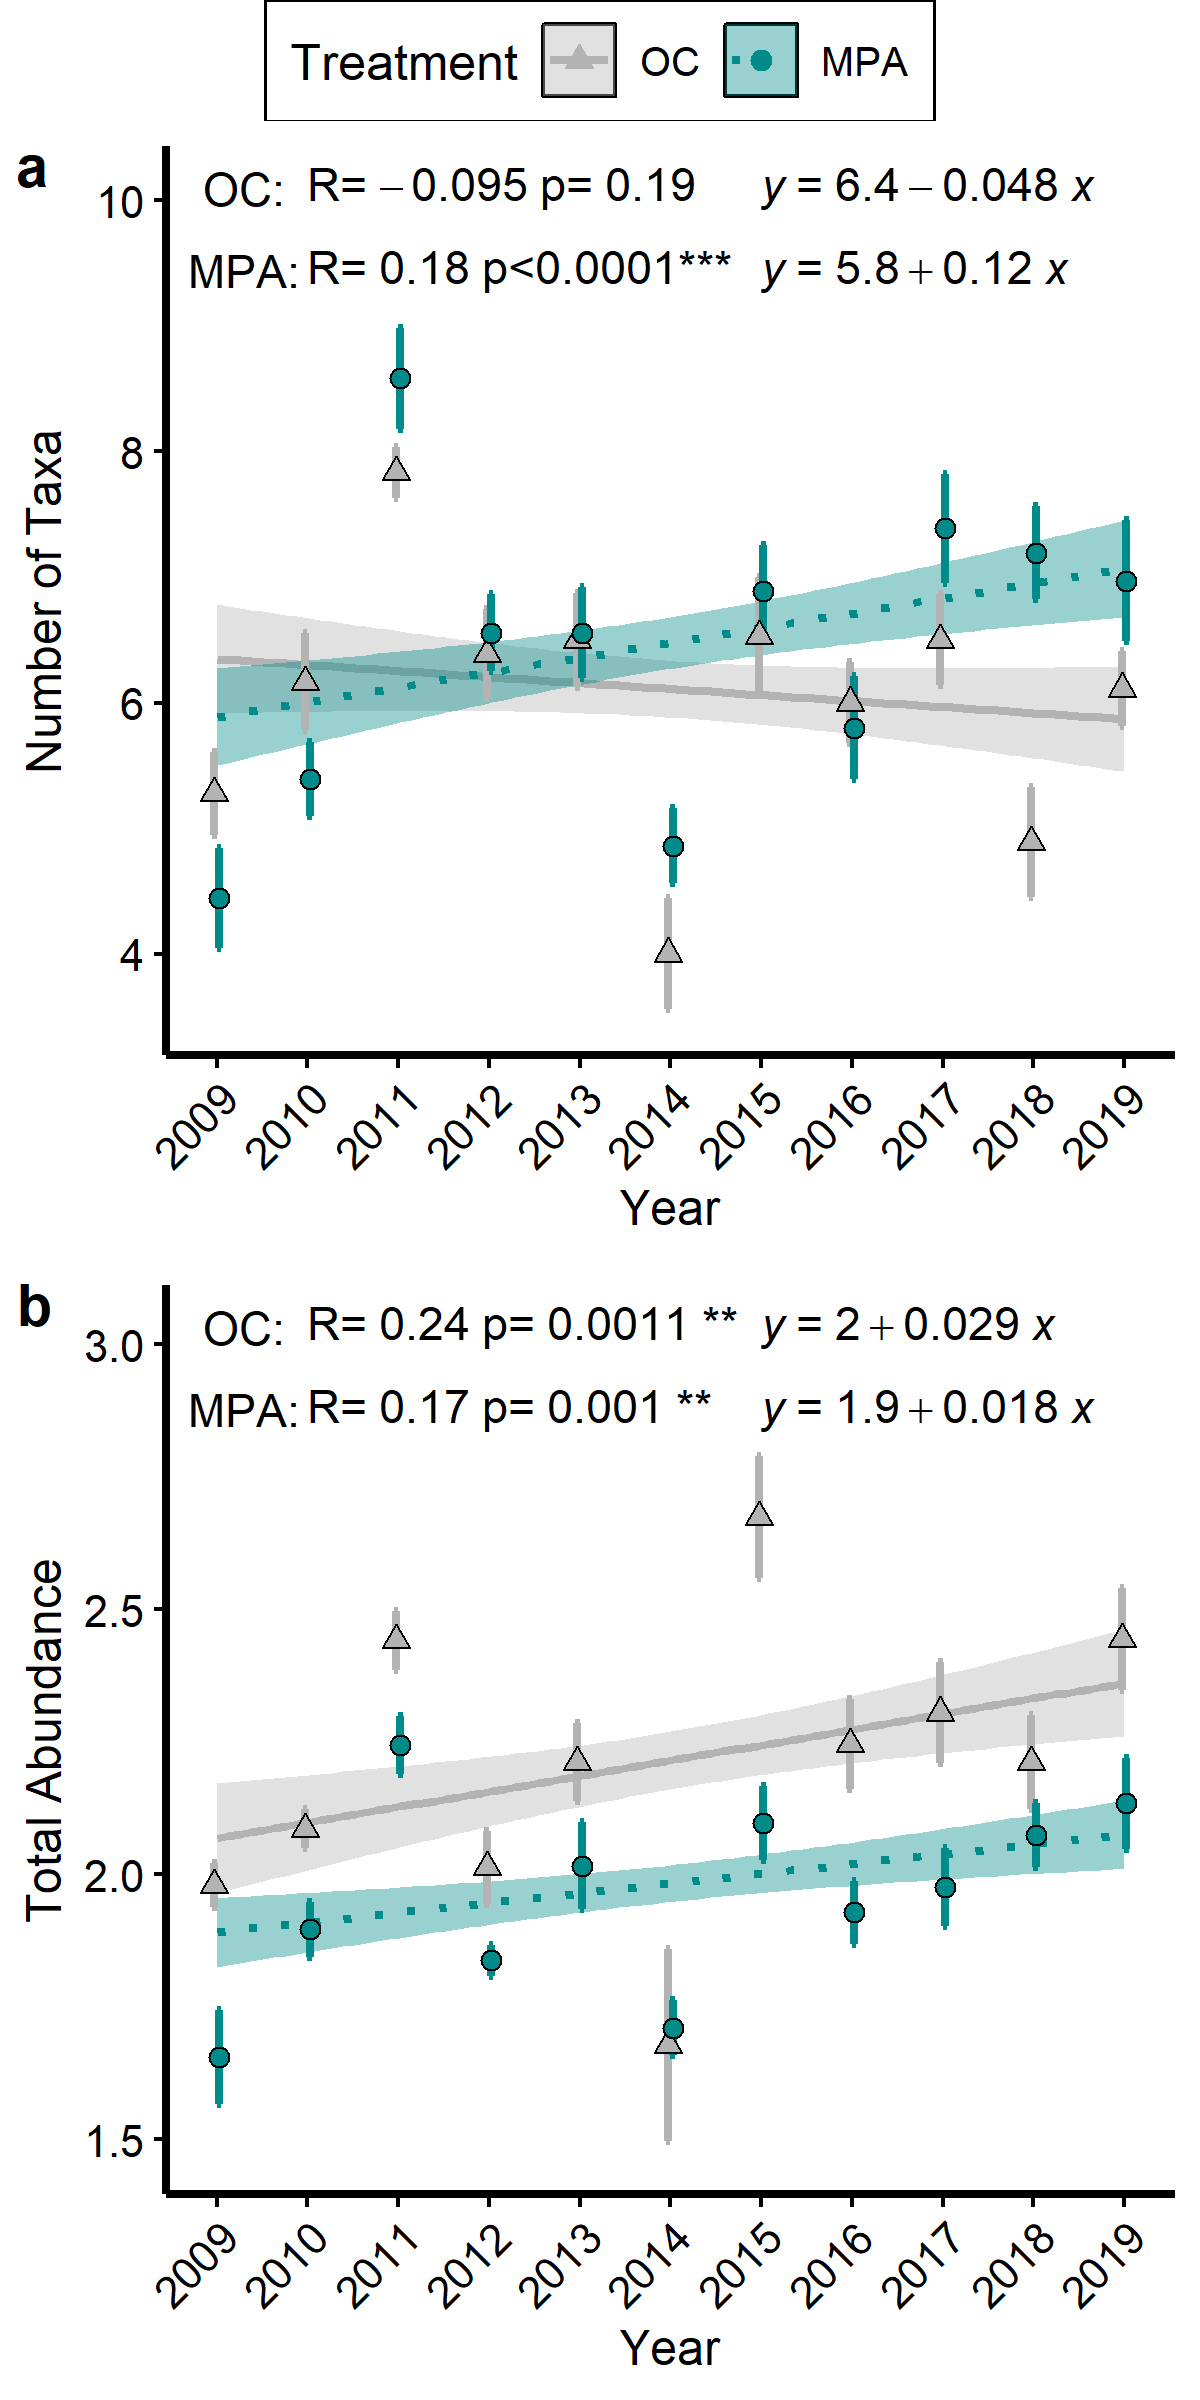 Treatment OC MPA
a
OC: R= −0.095 p= 0.19 y = 6.4 − 0.048 x
MPA: R= 0.18 p<0.0001*** y = 5.8 + 0.12 x
10
8
6
4
Number of Taxa
2009 2010 2011 2012 2013 2014 2015 2016 2017 2018 2019
Year
b
OC: R= 0.24 p= 0.0011 ** y = 2 + 0.029 x
MPA: R= 0.17 p= 0.001 ** y = 1.9 + 0.018 x
3.0
2.5
2.0
1.5
Total Abundance
2009 2010 2011 2012 2013 2014 2015 2016 2017 2018 2019
Year